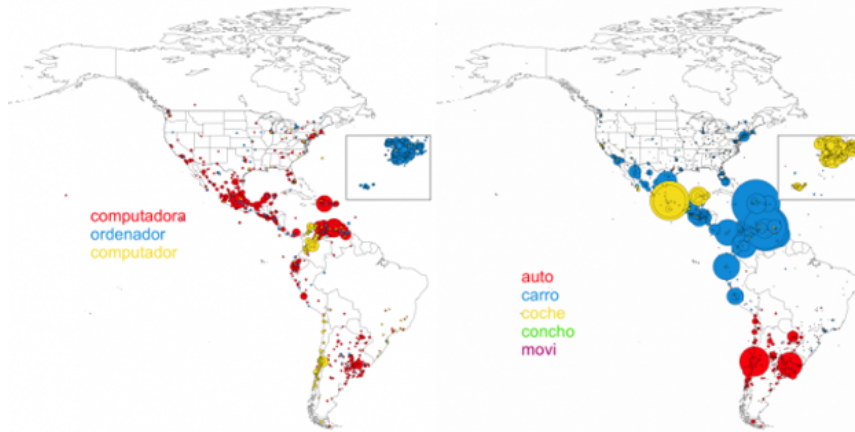 computadora
ordenador
computador
auto
carro
coche
concho
movi